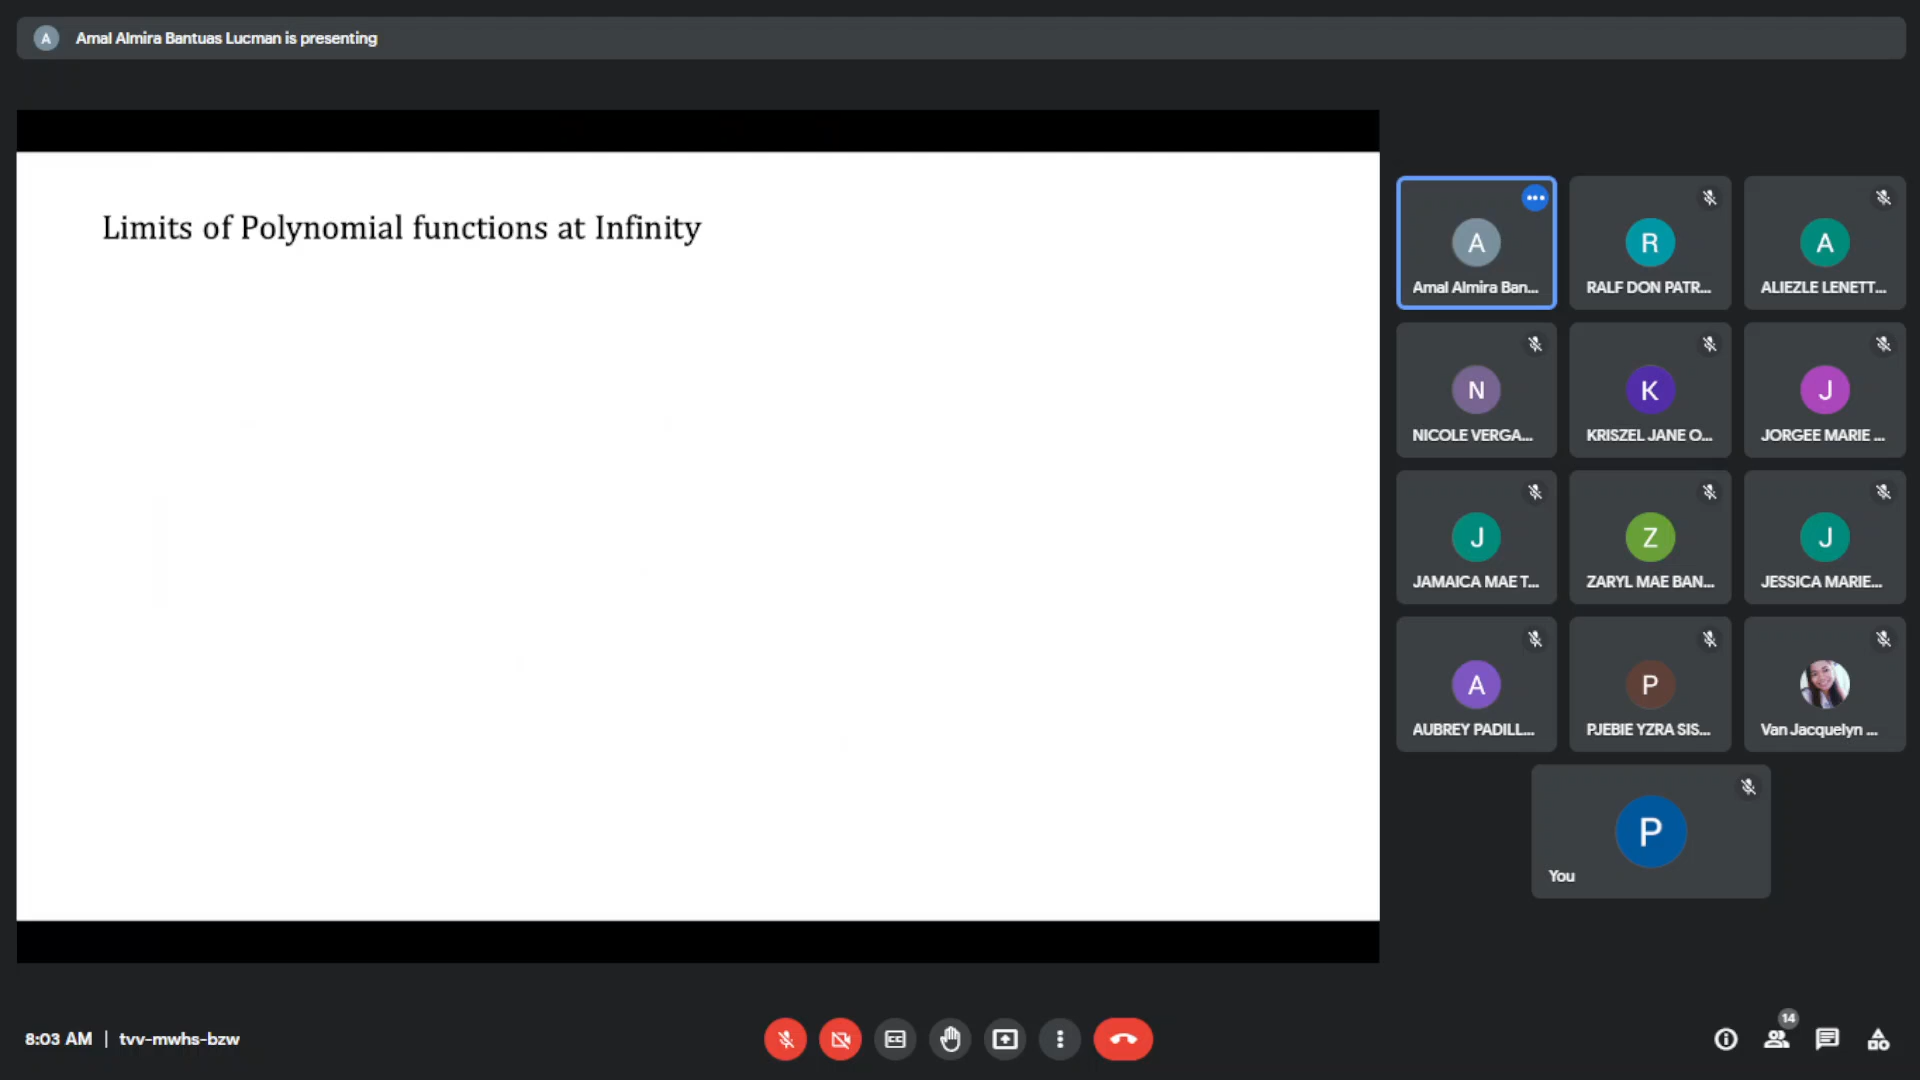 A Amal Almira Bantuas Lucman is presenting
Limits of Polynomial functions at Infinity
A
Amal Almira Ban...
R
RALF DON PATR...
A
ALIEZLE LENETT...
N
NICOLE VERGA...
K
KRISZEL JANE O...
J
JORGEE MARIE ...
J
JAMAICA MAE T...
Z
ZARYL MAE BAN...
J
JESSICA MARIE...
A
AUBREY PADILL...
P
PJEBIE YZRA SIS...
Van Jacquelyn ...
P
You
8:03 AM | tvv-mwhs-bzw
CC
14